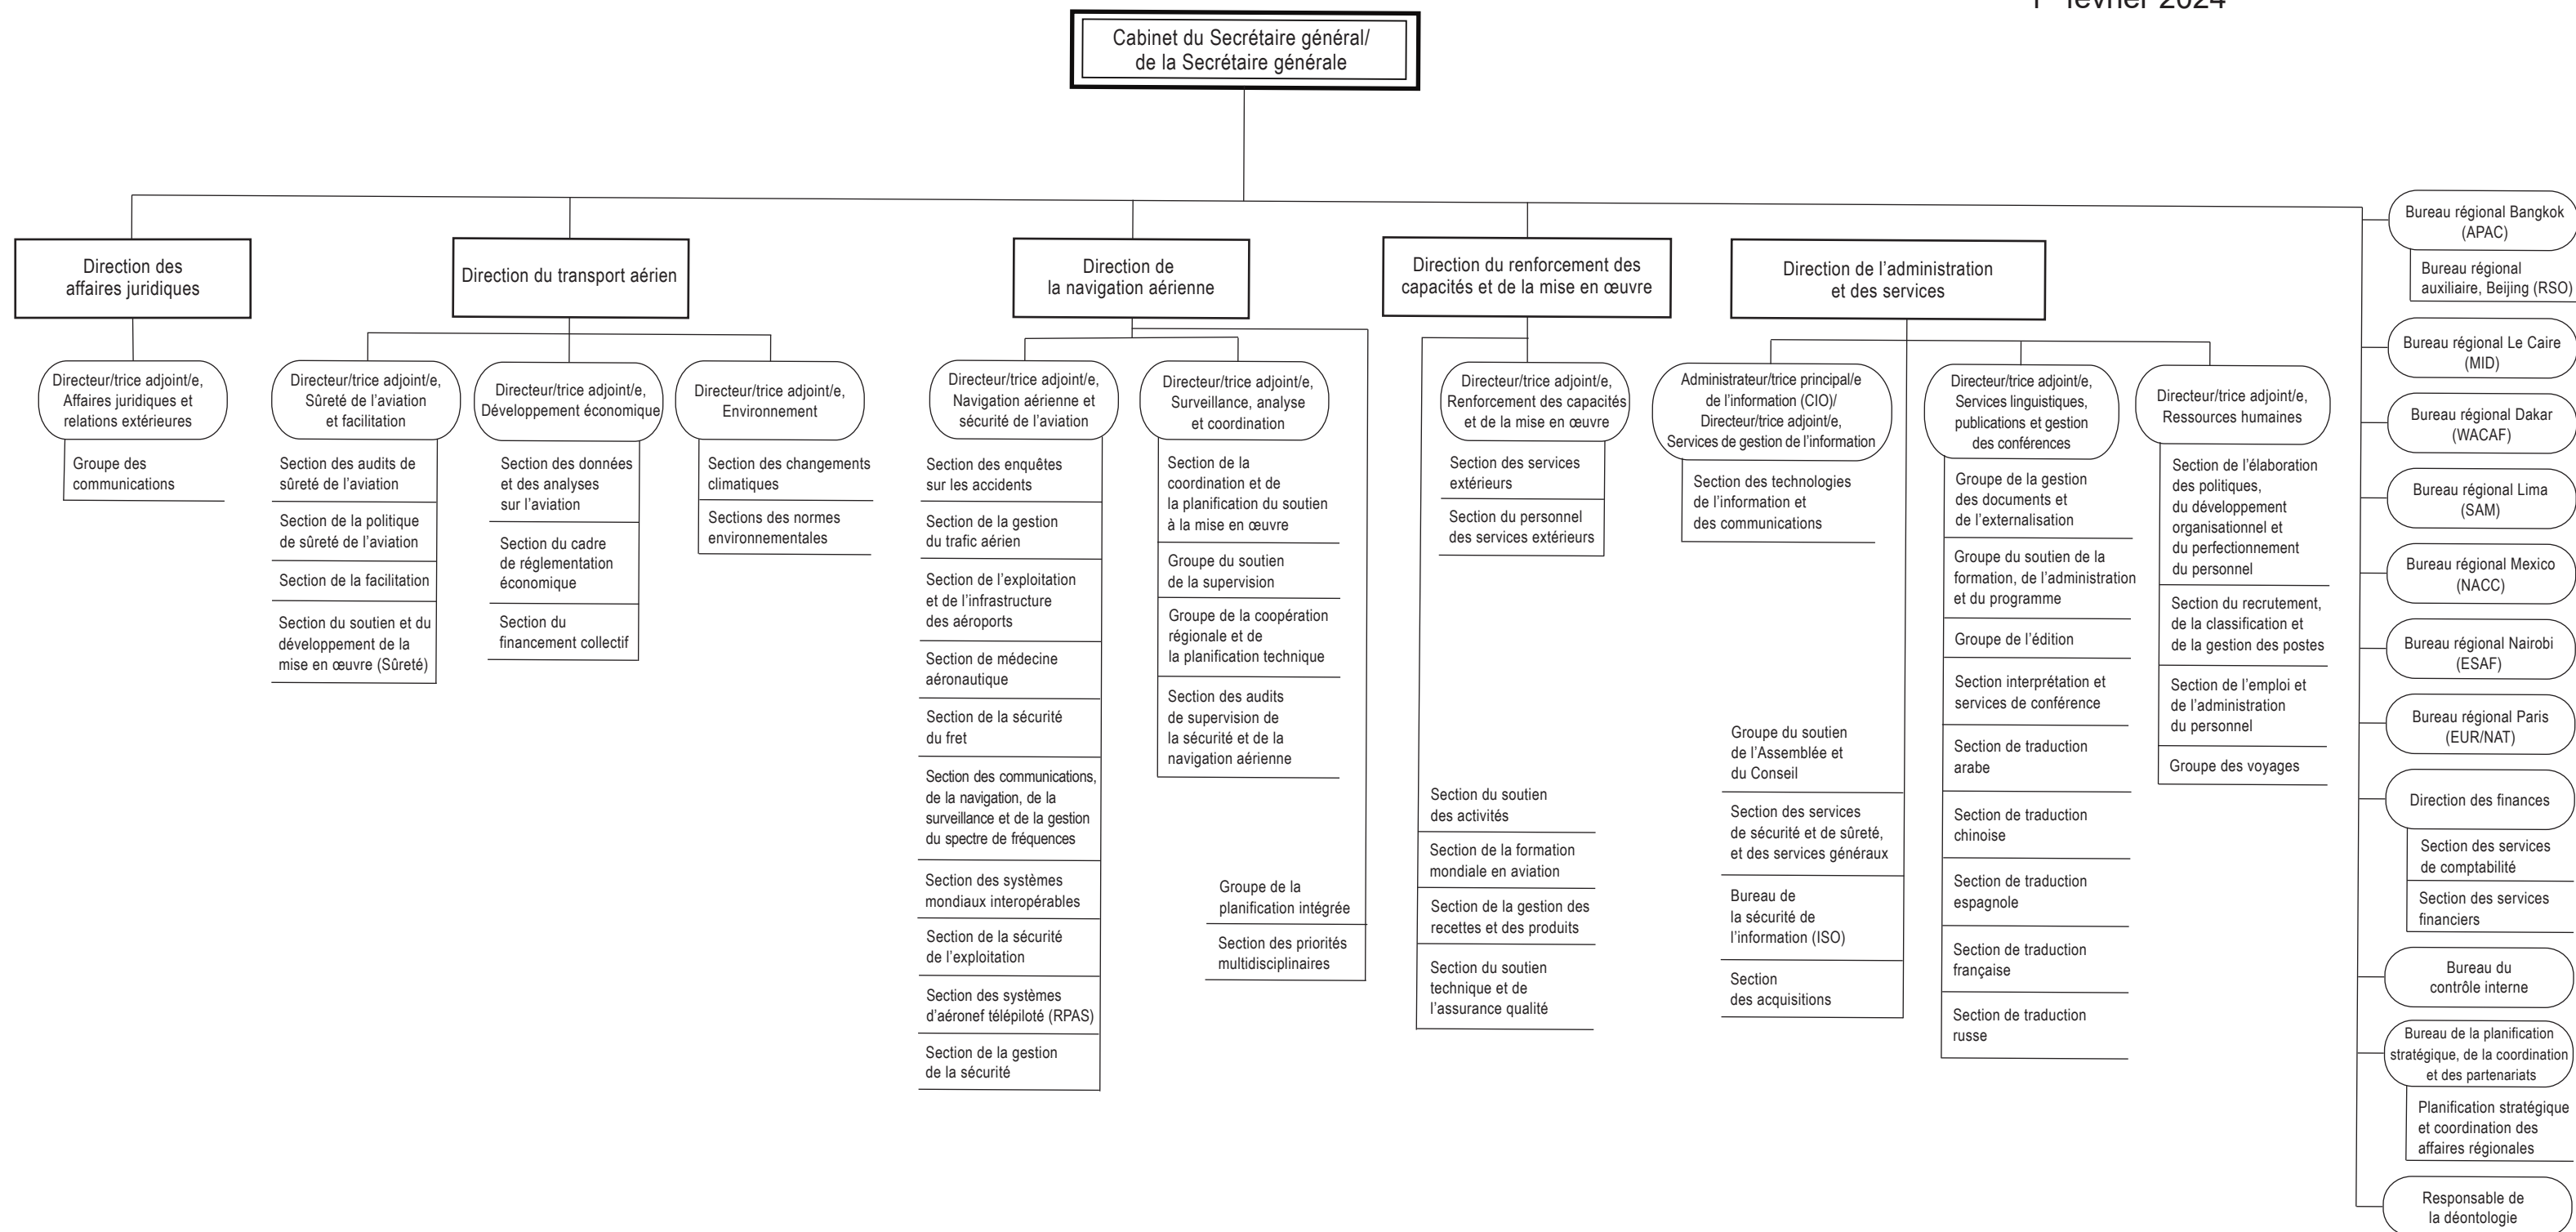 1er février 2024
Cabinet du Secrétaire général/
de la Secrétaire générale
Direction des
affaires juridiques
Directeur/trice adjoint/e,
Affaires juridiques et
relations extérieures
Groupe des
communications
Direction du transport aérien
Directeur/trice adjoint/e,
Sûreté de l'aviation
et facilitation
Section des audits de
sûreté de l'aviation
Section de la politique
de sûreté de l'aviation
Section de la facilitation
Section du soutien et du
développement de la
mise en œuvre (Sûreté)
Directeur/trice adjoint/e,
Développement économique
Section des données
et des analyses
sur l'aviation
Section du cadre
de réglementation
économique
Section du
financement collectif
Directeur/trice adjoint/e,
Environnement
Section des changements
climatiques
Sections des normes
environnementales
Direction de
la navigation aérienne
Directeur/trice adjoint/e,
Navigation aérienne et
sécurité de l'aviation
Section des enquêtes
sur les accidents
Section de la gestion
du trafic aérien
Section de l'exploitation
et de l'infrastructure
des aéroports
Section de médecine
aéronautique
Section de la sécurité
du fret
Section des communications,
de la navigation, de la
surveillance et de la gestion
du spectre de fréquences
Section des systèmes
mondiaux interopérables
Section de la sécurité
de l'exploitation
Section des systèmes
d'aéronef télépiloté (RPAS)
Section de la gestion
de la sécurité
Directeur/trice adjoint/e,
Surveillance, analyse
et coordination
Section de la
coordination et de
la planification du soutien
à la mise en œuvre
Groupe du soutien
de la supervision
Groupe de la coopération
régionale et de
la planification technique
Section des audits
de supervision de
la sécurité et de la
navigation aérienne
Groupe de la
planification intégrée
Section des priorités
multidisciplinaires
Direction du renforcement des
capacités et de la mise en œuvre
Directeur/trice adjoint/e,
Renforcement des capacités
et de la mise en œuvre
Section des services
extérieurs
Section du personnel
des services extérieurs
Section du soutien
des activités
Section de la formation
mondiale en aviation
Section de la gestion des
recettes et des produits
Section du soutien
technique et de
l'assurance qualité
Direction de l'administration
et des services
Administrateur/trice principal/e
de l'information (CIO)/
Directeur/trice adjoint/e,
Services de gestion de l'information
Section des technologies
de l'information et
des communications
Groupe du soutien
de l'Assemblée et
du Conseil
Section des services
de sécurité et de sûreté,
et des services généraux
Bureau de
la sécurité de
l'information (ISO)
Section
des acquisitions
Directeur/trice adjoint/e,
Services linguistiques,
publications et gestion
des conférences
Groupe de la gestion
des documents et
de l'externalisation
Groupe du soutien de la
formation, de l'administration
et du programme
Groupe de l'édition
Section interprétation et
services de conférence
Section de traduction
arabe
Section de traduction
chinoise
Section de traduction
espagnole
Section de traduction
française
Section de traduction
russe
Directeur/trice adjoint/e,
Ressources humaines
Section de l'élaboration
des politiques,
du développement
organisationnel et
du perfectionnement
du personnel
Section du recrutement,
de la classification et
de la gestion des postes
Section de l'emploi et
de l'administration
du personnel
Groupe des voyages
Bureau régional Bangkok
(APAC)
Bureau régional
auxiliaire, Beijing (RSO)
Bureau régional Le Caire
(MID)
Bureau régional Dakar
(WACAF)
Bureau régional Lima
(SAM)
Bureau régional Mexico
(NACC)
Bureau régional Nairobi
(ESAF)
Bureau régional Paris
(EUR/NAT)
Direction des finances
Section des services
de comptabilité
Section des services
financiers
Bureau du
contrôle interne
Bureau de la planification
stratégique, de la coordination
et des partenariats
Planification stratégique
et coordination des
affaires régionales
Responsable de
la déontologie